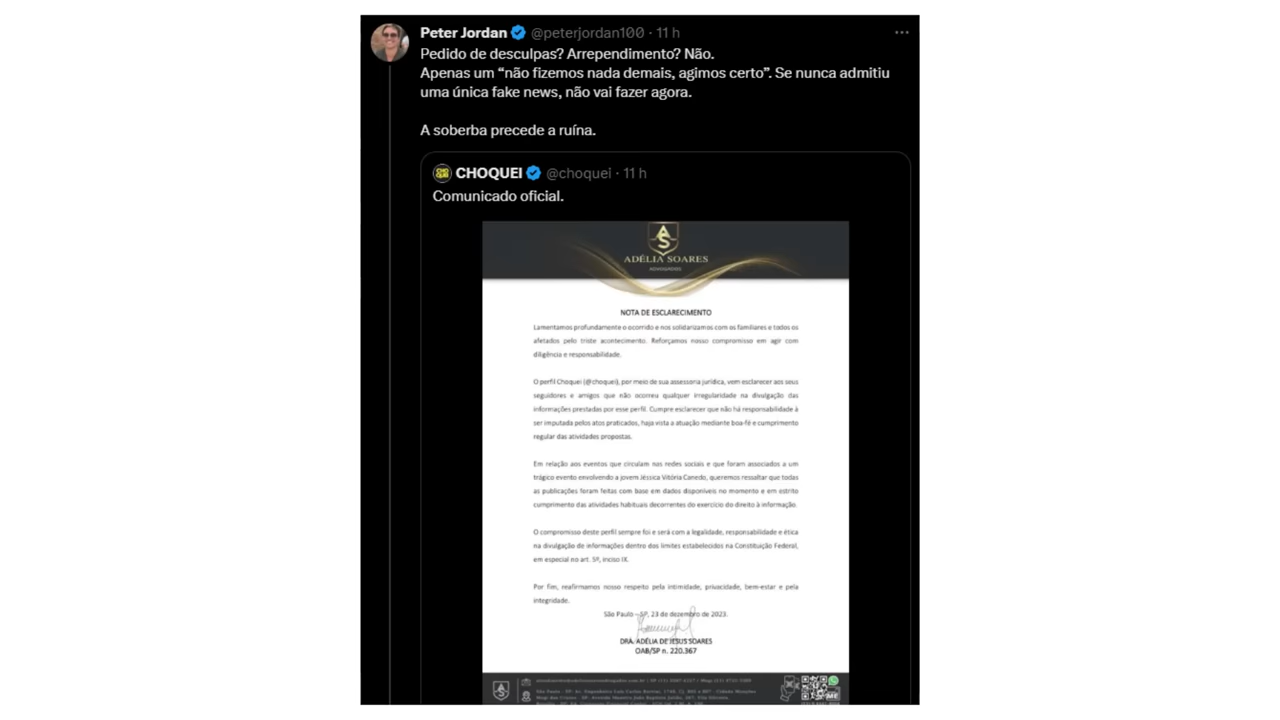 Peter Jordan @peterjordan100 · 11 h
Pedido de desculpas? Arrependimento? Não.
Apenas um “não fizemos nada demais, agimos certo”. Se nunca admitiu
uma única fake news, não vai fazer agora.
A soberba precede a ruína.
CHOQUEI @choquei · 11 h
Comunicado oficial.
AS
ADÉLIA SOARES
ADVOGADOS
NOTA DE ESCLARECIMENTO
Lamentamos profundamente o ocorrido e nos solidarizamos com os familiares e todos os
afetados pelo triste acontecimento. Reforçamos nosso compromisso em agir com
diligência e responsabilidade.
O perfil Choquei (@choquei), por meio de sua assessoria jurídica, vem esclarecer aos seus
seguidores e amigos que não ocorreu qualquer irregularidade na divulgação das
informações prestadas por esse perfil. Cumpre esclarecer que não há responsabilidade à
ser imputada pelos atos praticados, haja vista a atuação mediante boa-fé e cumprimento
regular das atividades propostas.
Em relação aos eventos que circulam nas redes sociais e que foram associados a um
trágico evento envolvendo a jovem Jéssica Vitória Canedo, queremos ressaltar que todas
as publicações foram feitas com base em dados disponíveis no momento e em estrito
cumprimento das atividades habituais decorrentes do exercício do direito à informação.
O compromisso deste perfil sempre foi e será com a legalidade, responsabilidade e ética
na divulgação de informações dentro dos limites estabelecidos na Constituição Federal,
em especial no art. 5º, inciso IX.
Por fim, reafirmamos nosso respeito pela intimidade, privacidade, bem-estar e pela
integridade.
São Paulo – SP, 23 de dezembro de 2023.
DRA. ADÉLIA DE JESUS SOARES
OAB/SP n. 220.367